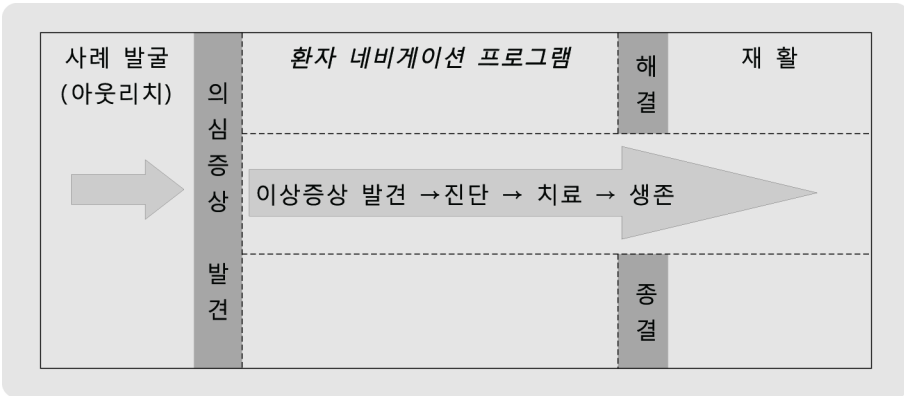 사례 발굴
(아웃리치)
의심증상 발견
환자 네비게이션 프로그램
해결
재 활
이상증상 발견 →진단 → 치료 → 생존
종결